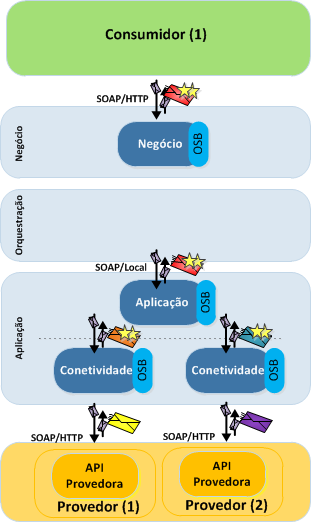 Consumidor (1)
SOAP/HTTP
Negócio
Negócio
OSB
Orquestração
SOAP/Local
Aplicação
Aplicação
OSB
Conetividade
OSB
Conetividade
OSB
SOAP/HTTP
SOAP/HTTP
API
Provedora
Provedor (1)
API
Provedora
Provedor (2)